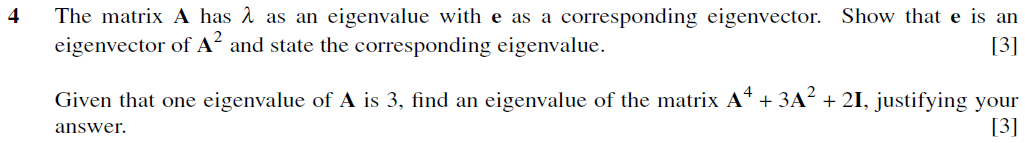 4 The matrix A has λ as an eigenvalue with e as a corresponding eigenvector. Show that e is an
eigenvector of A² and state the corresponding eigenvalue. [3]
Given that one eigenvalue of A is 3, find an eigenvalue of the matrix A⁴ + 3A² + 2I, justifying your
answer. [3]